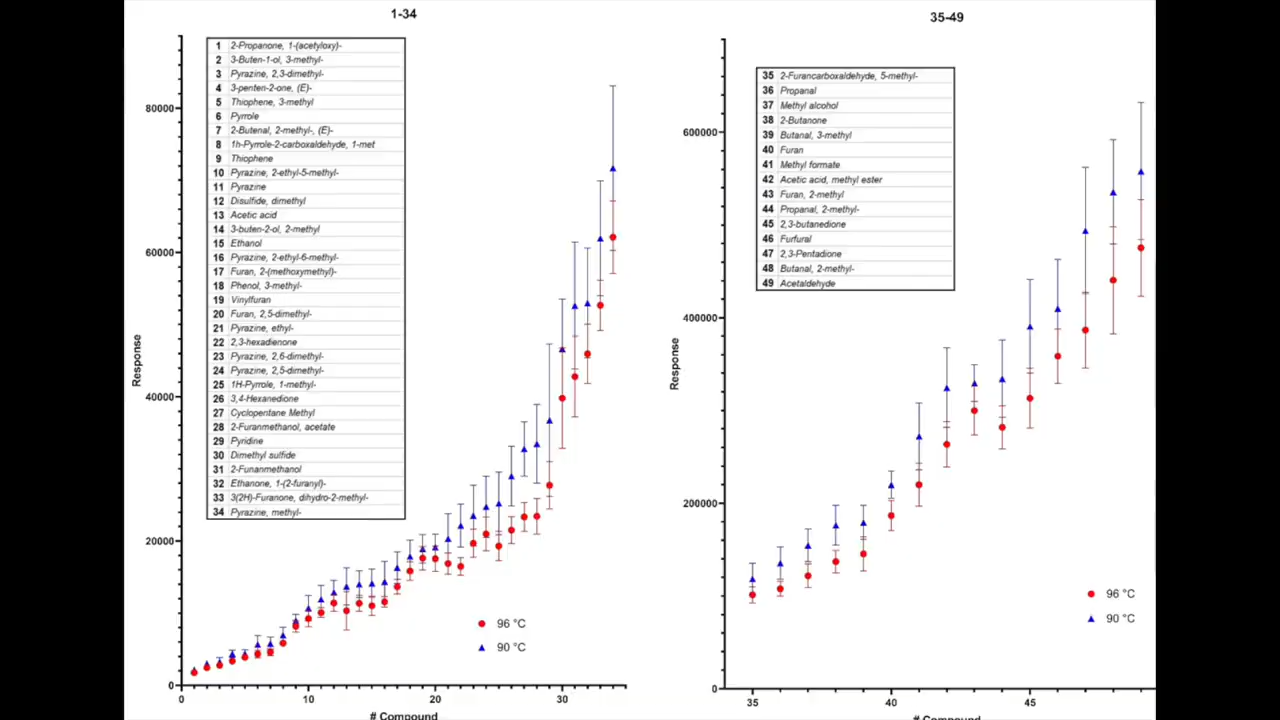 1-34
1 2-Propanone, 1-(acetyloxy)-
2 3-Buten-1-ol, 3-methyl-
3 Pyrazine, 2,3-dimethyl-
4 3-penten-2-one, (E)-
5 Thiophene, 3-methyl
6 Pyrrole
7 2-Butenal, 2-methyl-, (E)-
8 1h-Pyrrole-2-carboxaldehyde, 1-met
9 Thiophene
10 Pyrazine, 2-ethyl-5-methyl-
11 Pyrazine
12 Disulfide, dimethyl
13 Acetic acid
14 3-buten-2-ol, 2-methyl
15 Ethanol
16 Pyrazine, 2-ethyl-6-methyl-
17 Furan, 2-(methoxymethyl)-
18 Phenol, 3-methyl-
19 Vinylfuran
20 Furan, 2,5-dimethyl-
21 Pyrazine, ethyl-
22 2,3-hexadienone
23 Pyrazine, 2,6-dimethyl-
24 Pyrazine, 2,5-dimethyl-
25 1H-Pyrrole, 1-methyl-
26 3,4-Hexanedione
27 Cyclopentane Methyl
28 2-Furanmethanol, acetate
29 Pyridine
30 Dimethyl sulfide
31 2-Funanmethanol
32 Ethanone, 1-(2-furanyl)-
33 3(2H)-Furanone, dihydro-2-methyl-
34 Pyrazine, methyl-
80000
60000
40000
20000
0
Response
96 °C
90 °C
0 10 20 30
# Compound
35-49
35 2-Furancarboxaldehyde, 5-methyl-
36 Propanal
37 Methyl alcohol
38 2-Butanone
39 Butanal, 3-methyl
40 Furan
41 Methyl formate
42 Acetic acid, methyl ester
43 Furan, 2-methyl
44 Propanal, 2-methyl-
45 2,3-butanedione
46 Furfural
47 2,3-Pentadione
48 Butanal, 2-methyl-
49 Acetaldehyde
600000
400000
200000
0
Response
96 °C
90 °C
35 40 45
# Compound